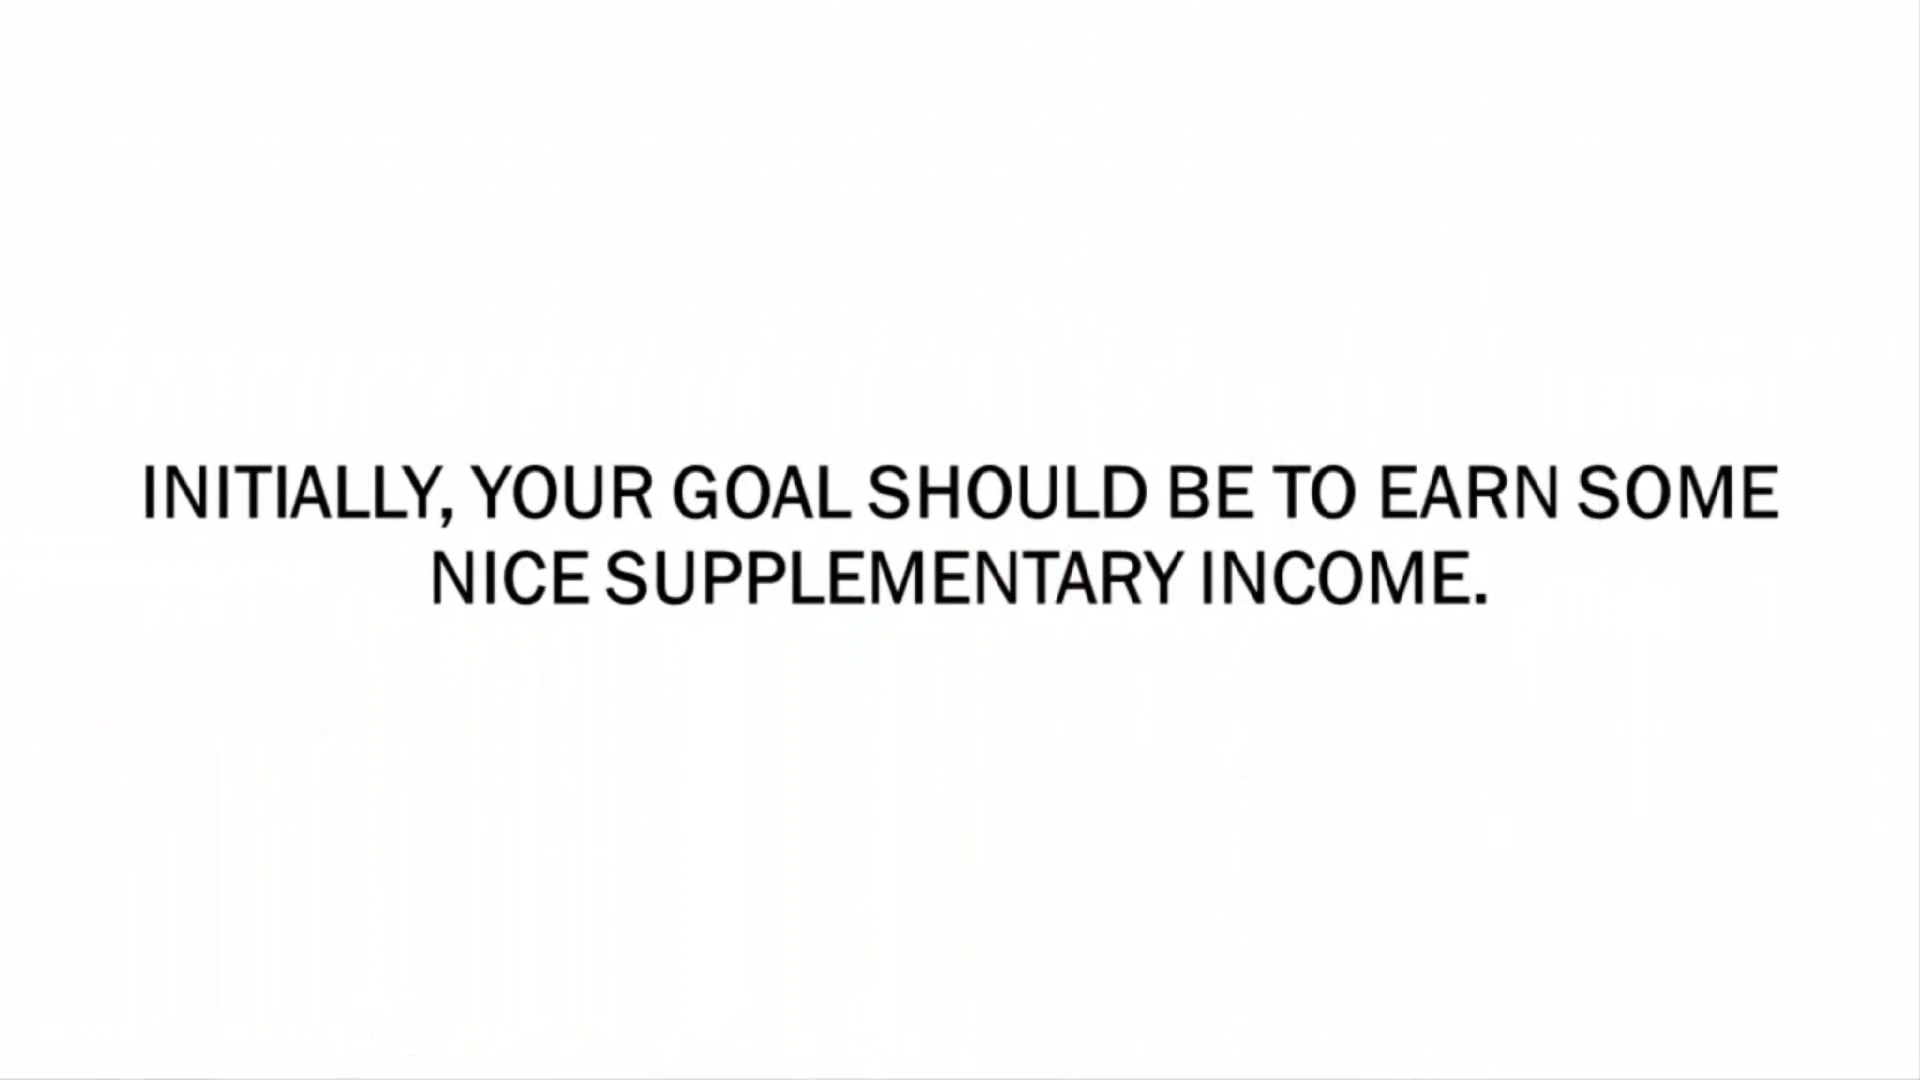 INITIALLY, YOUR GOAL SHOULD BE TO EARN SOME
NICE SUPPLEMENTARY INCOME.